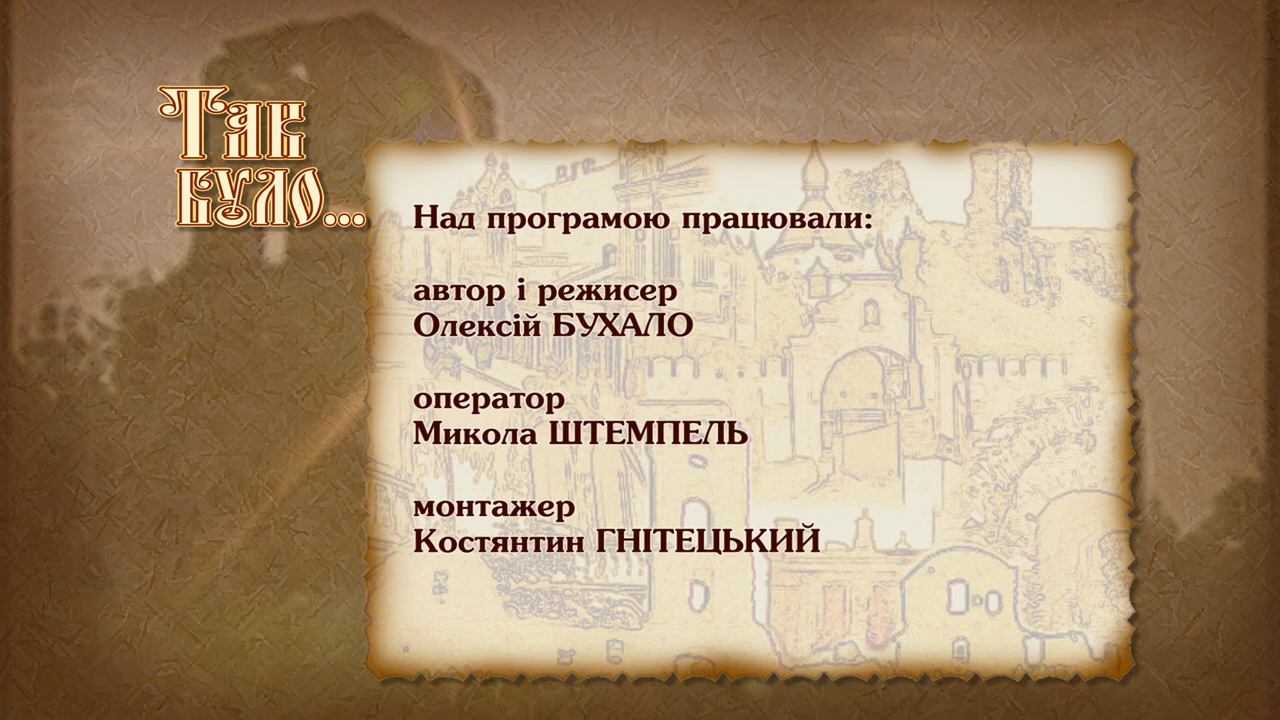 Так
було...
Над програмою працювали:
автор і режисер
Олексій БУХАЛО
оператор
Микола ШТЕМПЕЛЬ
монтажер
Костянтин ГНІТЕЦЬКИЙ